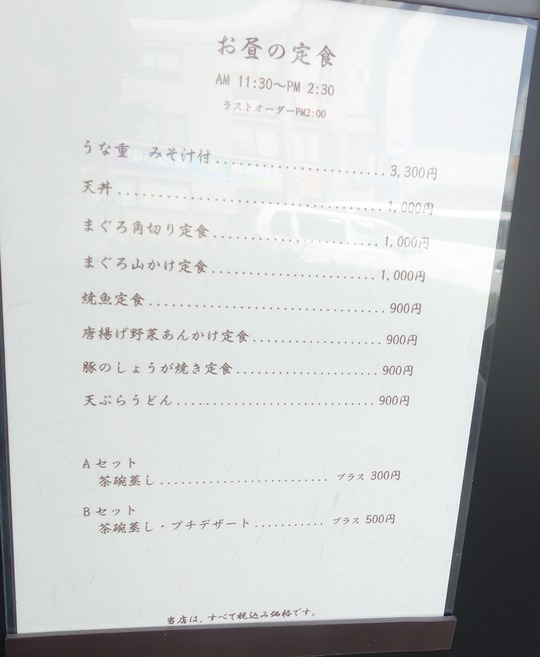 お昼の定食
AM 11:30～PM 2:30
ラストオーダーPM2:00
うな重　みそ汁付....................3,300円
天丼....................1,000円
まぐろ角切り定食....................1,000円
まぐろ山かけ定食....................1,000円
焼魚定食....................900円
唐揚げ野菜あんかけ定食....................900円
豚のしょうが焼き定食....................900円
天ぷらうどん....................900円
Aセット
茶碗蒸し....................プラス 300円
Bセット
茶碗蒸し・プチデザート..........プラス 500円
当店は、すべて税込み価格です。